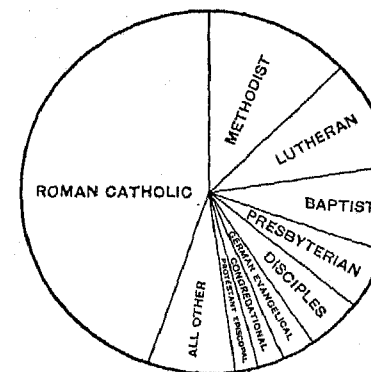 METHODIST
LUTHERAN
BAPTIST
PRESBYTERIAN
DISCIPLES
GERMAN EVANGELICAL
CONGREGATIONAL
PROTESTANT EPISCOPAL
ALL OTHER
ROMAN CATHOLIC